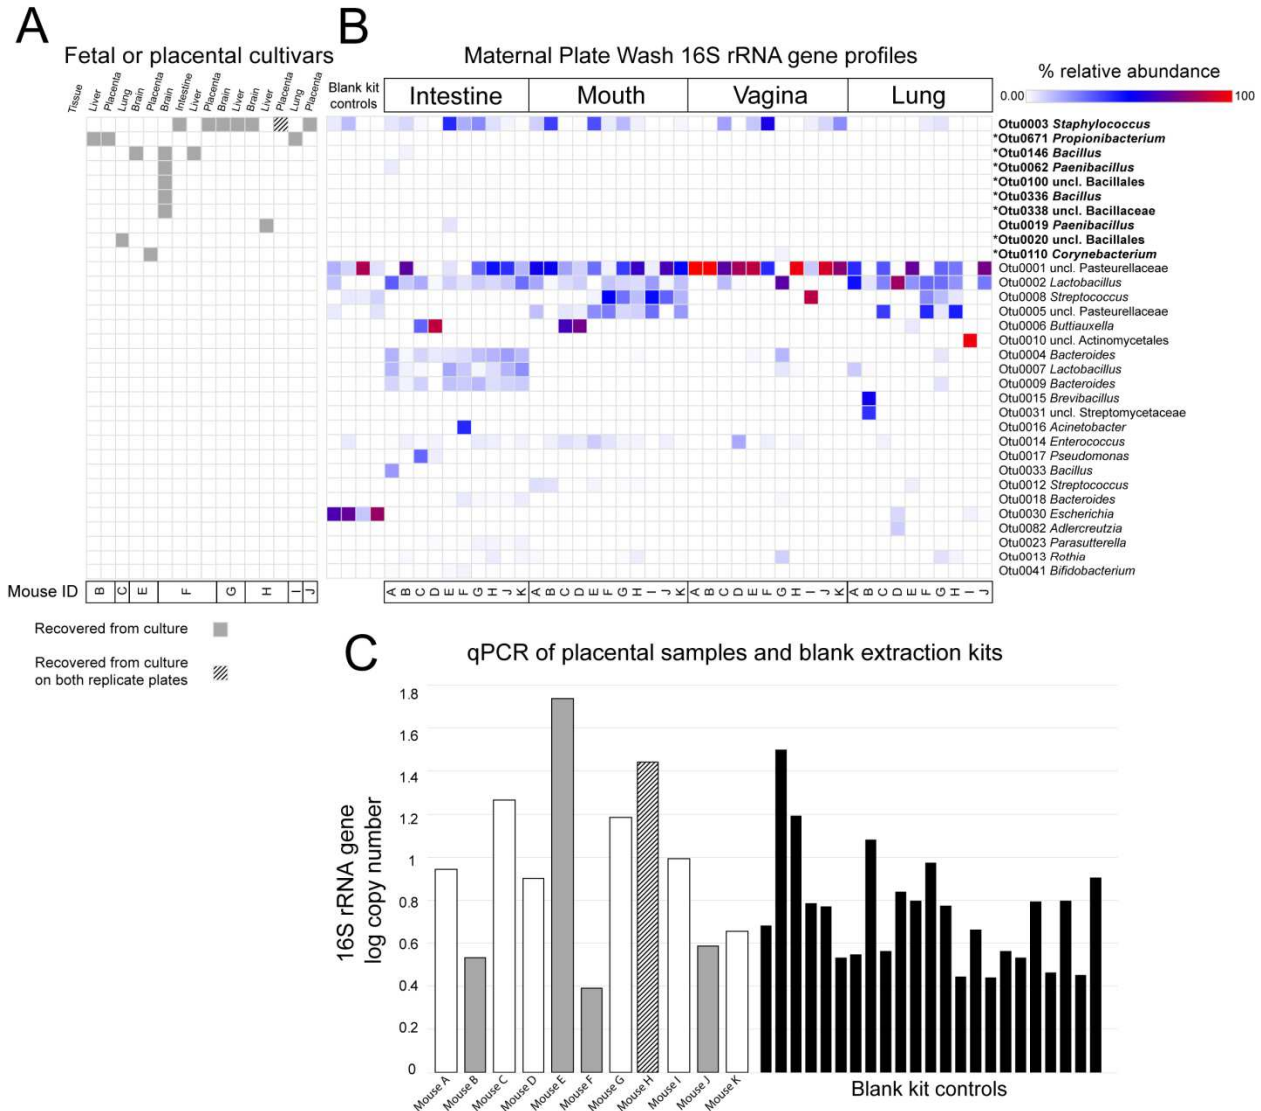 A
B
Fetal or placental cultivars
Maternal Plate Wash 16S rRNA gene profiles
% relative abundance
0.00
100
Tissue
Liver
Placenta
Lung
Brain
Placenta
Brain
Intestine
Liver
Placenta
Brain
Liver
Brain
Liver
Placenta
Lung
Placenta
Blank kit
controls
Intestine
Mouth
Vagina
Lung
Otu0003 Staphylococcus
*Otu0671 Propionibacterium
*Otu0146 Bacillus
*Otu0062 Paenibacillus
*Otu0100 uncl. Bacillales
*Otu0336 Bacillus
*Otu0338 uncl. Bacillaceae
Otu0019 Paenibacillus
*Otu0020 uncl. Bacillales
*Otu0110 Corynebacterium
Otu0001 uncl. Pasteurellaceae
Otu0002 Lactobacillus
Otu0008 Streptococcus
Otu0005 uncl. Pasteurellaceae
Otu0006 Buttiauxella
Otu0010 uncl. Actinomycetales
Otu0004 Bacteroides
Otu0007 Lactobacillus
Otu0009 Bacteroides
Otu0015 Brevibacillus
Otu0031 uncl. Streptomycetaceae
Otu0016 Acinetobacter
Otu0014 Enterococcus
Otu0017 Pseudomonas
Otu0033 Bacillus
Otu0012 Streptococcus
Otu0018 Bacteroides
Otu0030 Escherichia
Otu0082 Adlercreutzia
Otu0023 Parasutterella
Otu0013 Rothia
Otu0041 Bifidobacterium
Mouse ID
B C E F G H I J
A B C D E F G H J K
A B C D E F G H I J K
A B C D E F G H I J K
A B C D E F G H I J
Recovered from culture
Recovered from culture
on both replicate plates
C
qPCR of placental samples and blank extraction kits
16S rRNA gene
log copy number
1.8
1.6
1.4
1.2
1
0.8
0.6
0.4
0.2
0
Mouse A
Mouse B
Mouse C
Mouse D
Mouse E
Mouse F
Mouse G
Mouse H
Mouse I
Mouse J
Mouse K
Blank kit controls